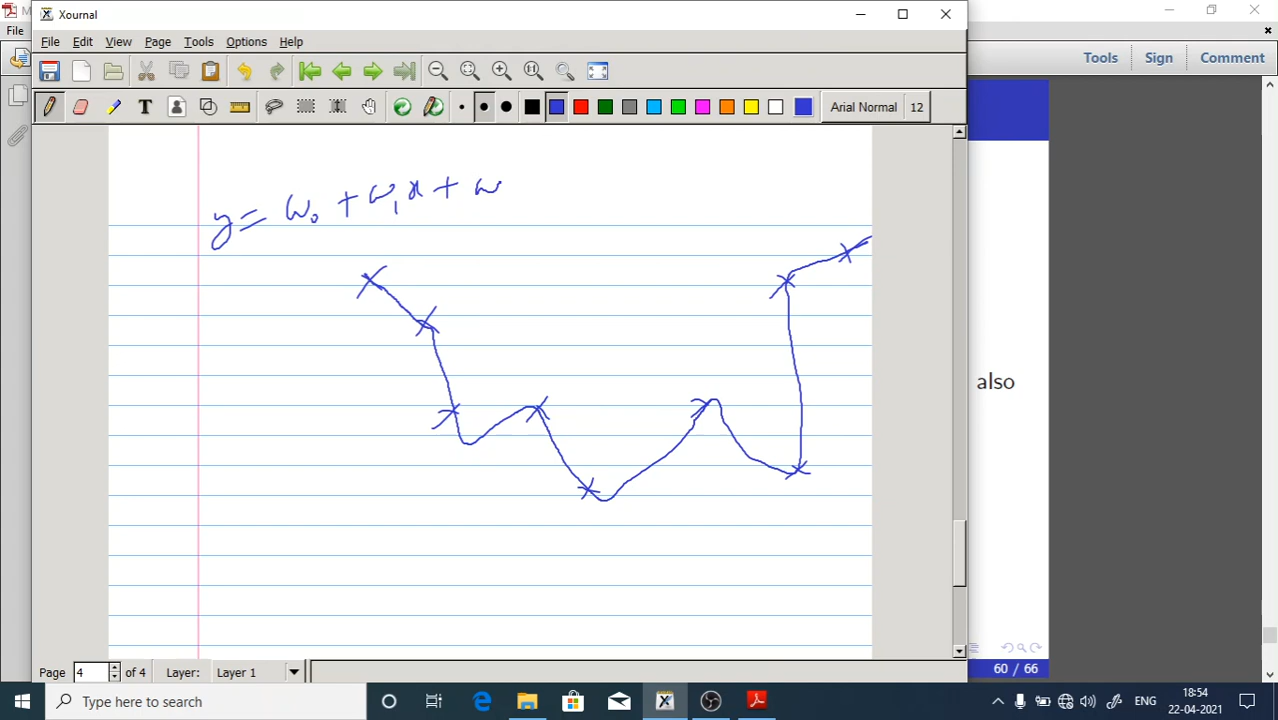 M
Xournal
File
File Edit View Page Tools Options Help
Tools Sign Comment
T Arial Normal 12
y = w₀ + w₁x + w
also
Page 4 of 4 Layer: Layer 1
60 / 66
Type here to search
ENG 18:54
22-04-2021